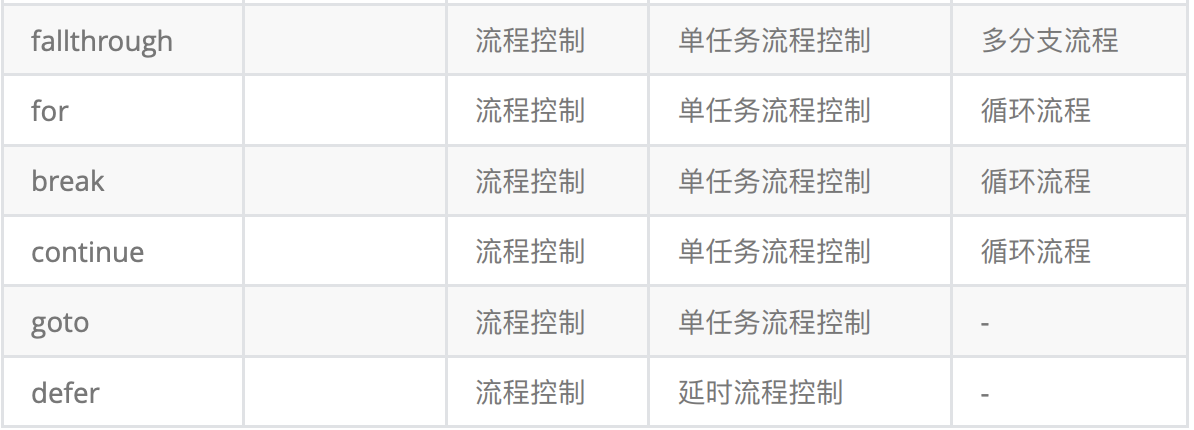 fallthrough 流程控制 单任务流程控制 多分支流程
for 流程控制 单任务流程控制 循环流程
break 流程控制 单任务流程控制 循环流程
continue 流程控制 单任务流程控制 循环流程
goto 流程控制 单任务流程控制 -
defer 流程控制 延时流程控制 -